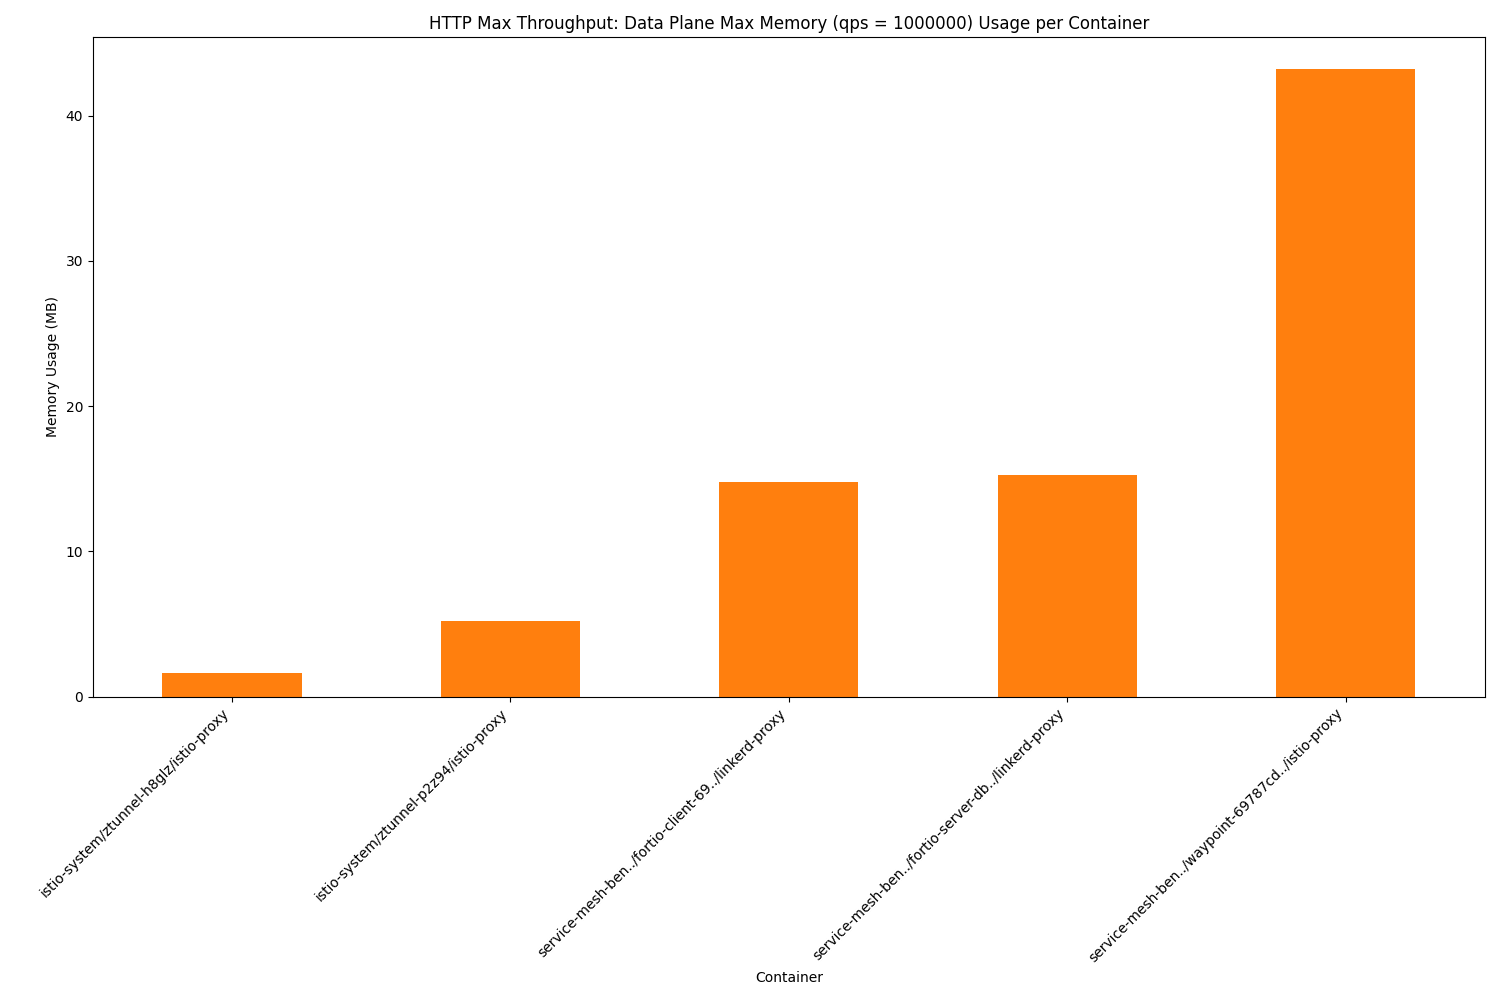 HTTP Max Throughput: Data Plane Max Memory (qps = 1000000) Usage per Container
Memory Usage (MB)
40
30
20
10
0
istio-system/ztunnel-h8glz/istio-proxy
istio-system/ztunnel-p2z94/istio-proxy
service-mesh-ben../fortio-client-69../linkerd-proxy
service-mesh-ben../fortio-server-db../linkerd-proxy
service-mesh-ben../waypoint-69787cd../istio-proxy
Container